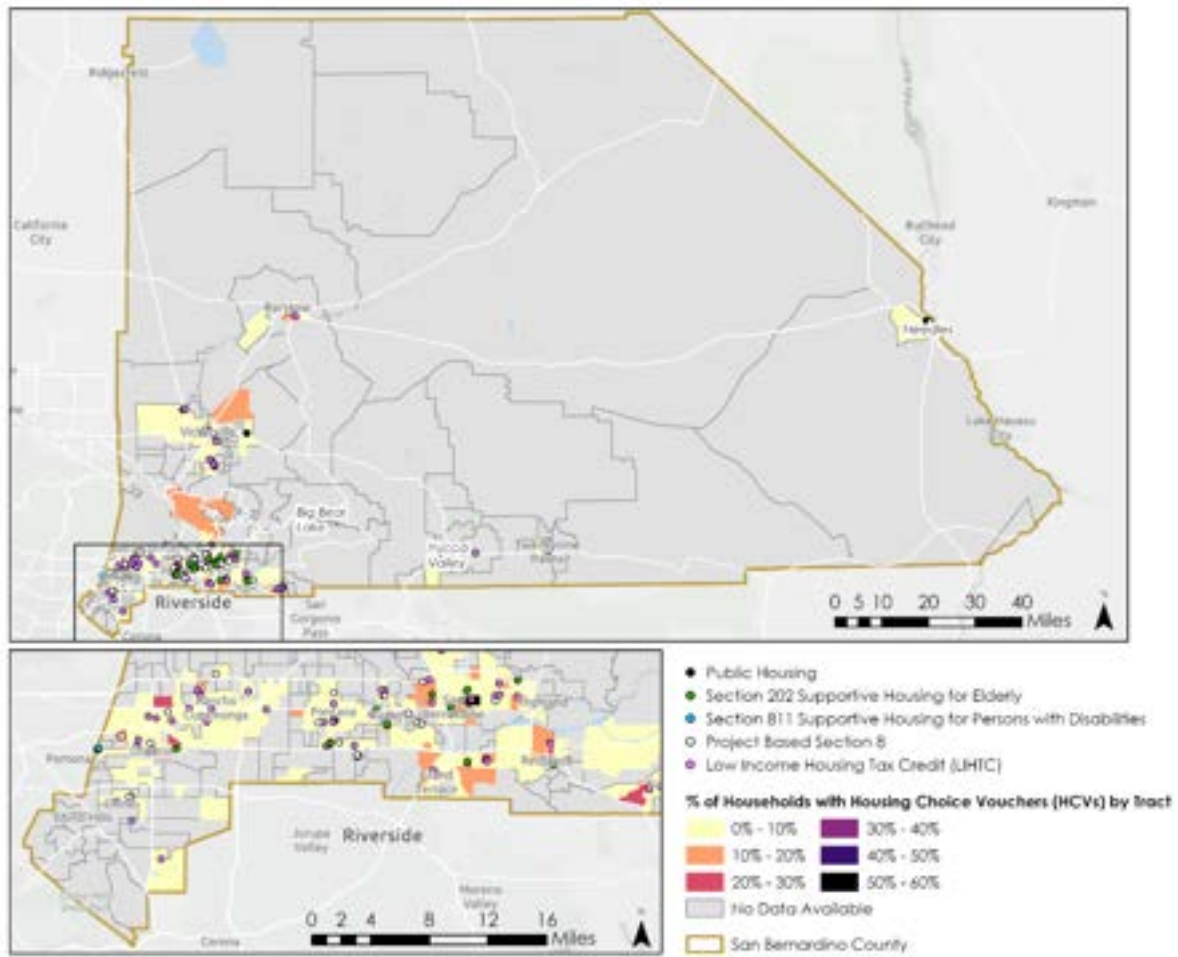 Ridgecrest
California
City
Kingman
Bullhead
City
Barstow
Needles
Lake Havasu
City
Victorville
Big Bear
Lake
Yucca
Valley
Twentynine
Palms
Riverside
San
Gorgonio
Pass
Corona
0 5 10 20 30 40
Miles
Pomona
Rancho
Cucamonga
Fontana
Highland
Redlands
Terrace
Chino
Chino Hills
Jurupa
Valley
Riverside
Moreno
Valley
Corona
0 2 4 8 12 16
Miles
Public Housing
Section 202 Supportive Housing for Elderly
Section 811 Supportive Housing for Persons with Disabilities
Project Based Section 8
Low Income Housing Tax Credit (LIHTC)
% of Households with Housing Choice Vouchers (HCVs) by Tract
0% - 10%
30% - 40%
10% - 20%
40% - 50%
20% - 30%
50% - 60%
No Data Available
San Bernardino County